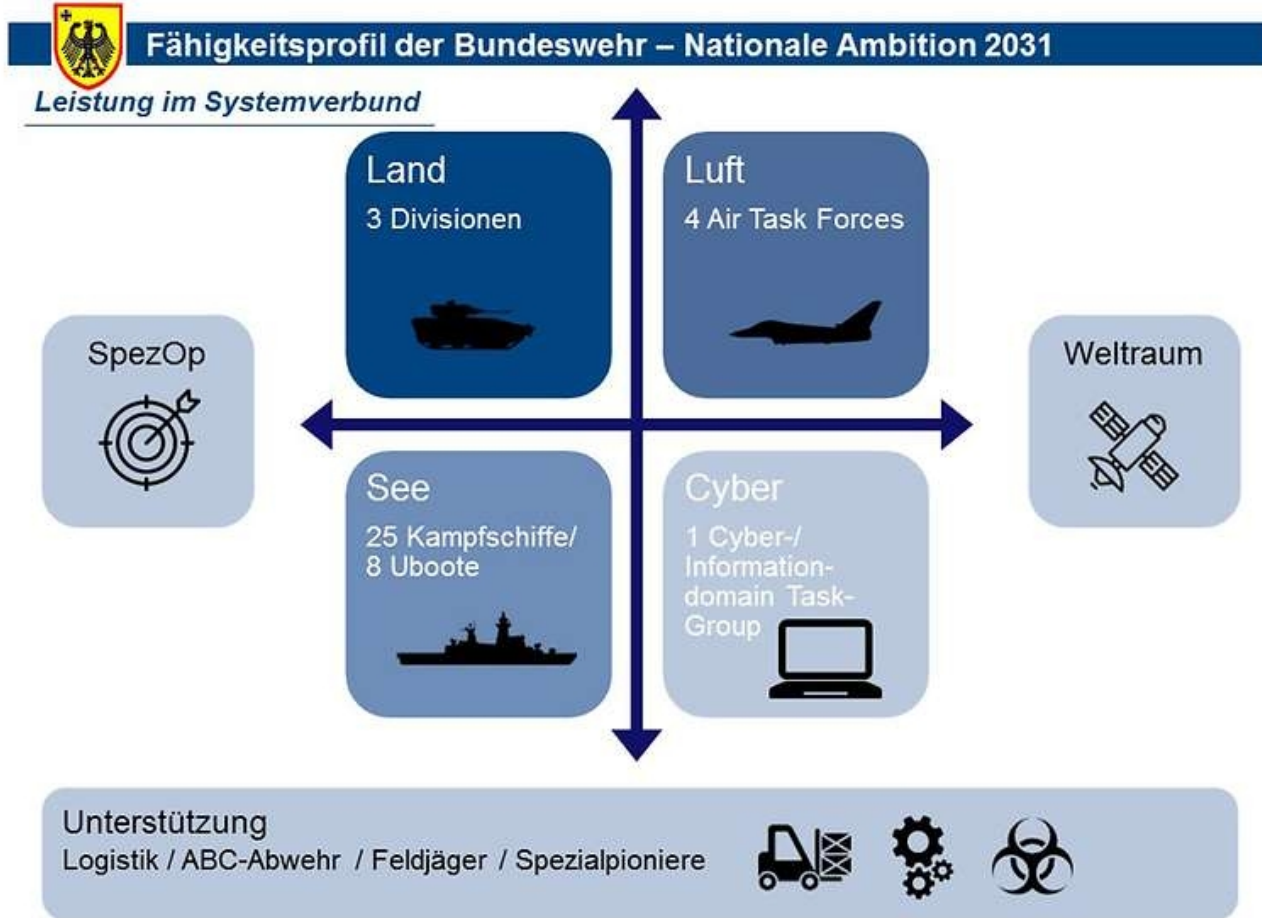 Fähigkeitsprofil der Bundeswehr – Nationale Ambition 2031
Leistung im Systemverbund
Land
3 Divisionen
Luft
4 Air Task Forces
SpezOp
Weltraum
See
25 Kampfschiffe/
8 Uboote
Cyber
1 Cyber-/
Information-
domain Task-
Group
Unterstützung
Logistik / ABC-Abwehr / Feldjäger / Spezialpioniere